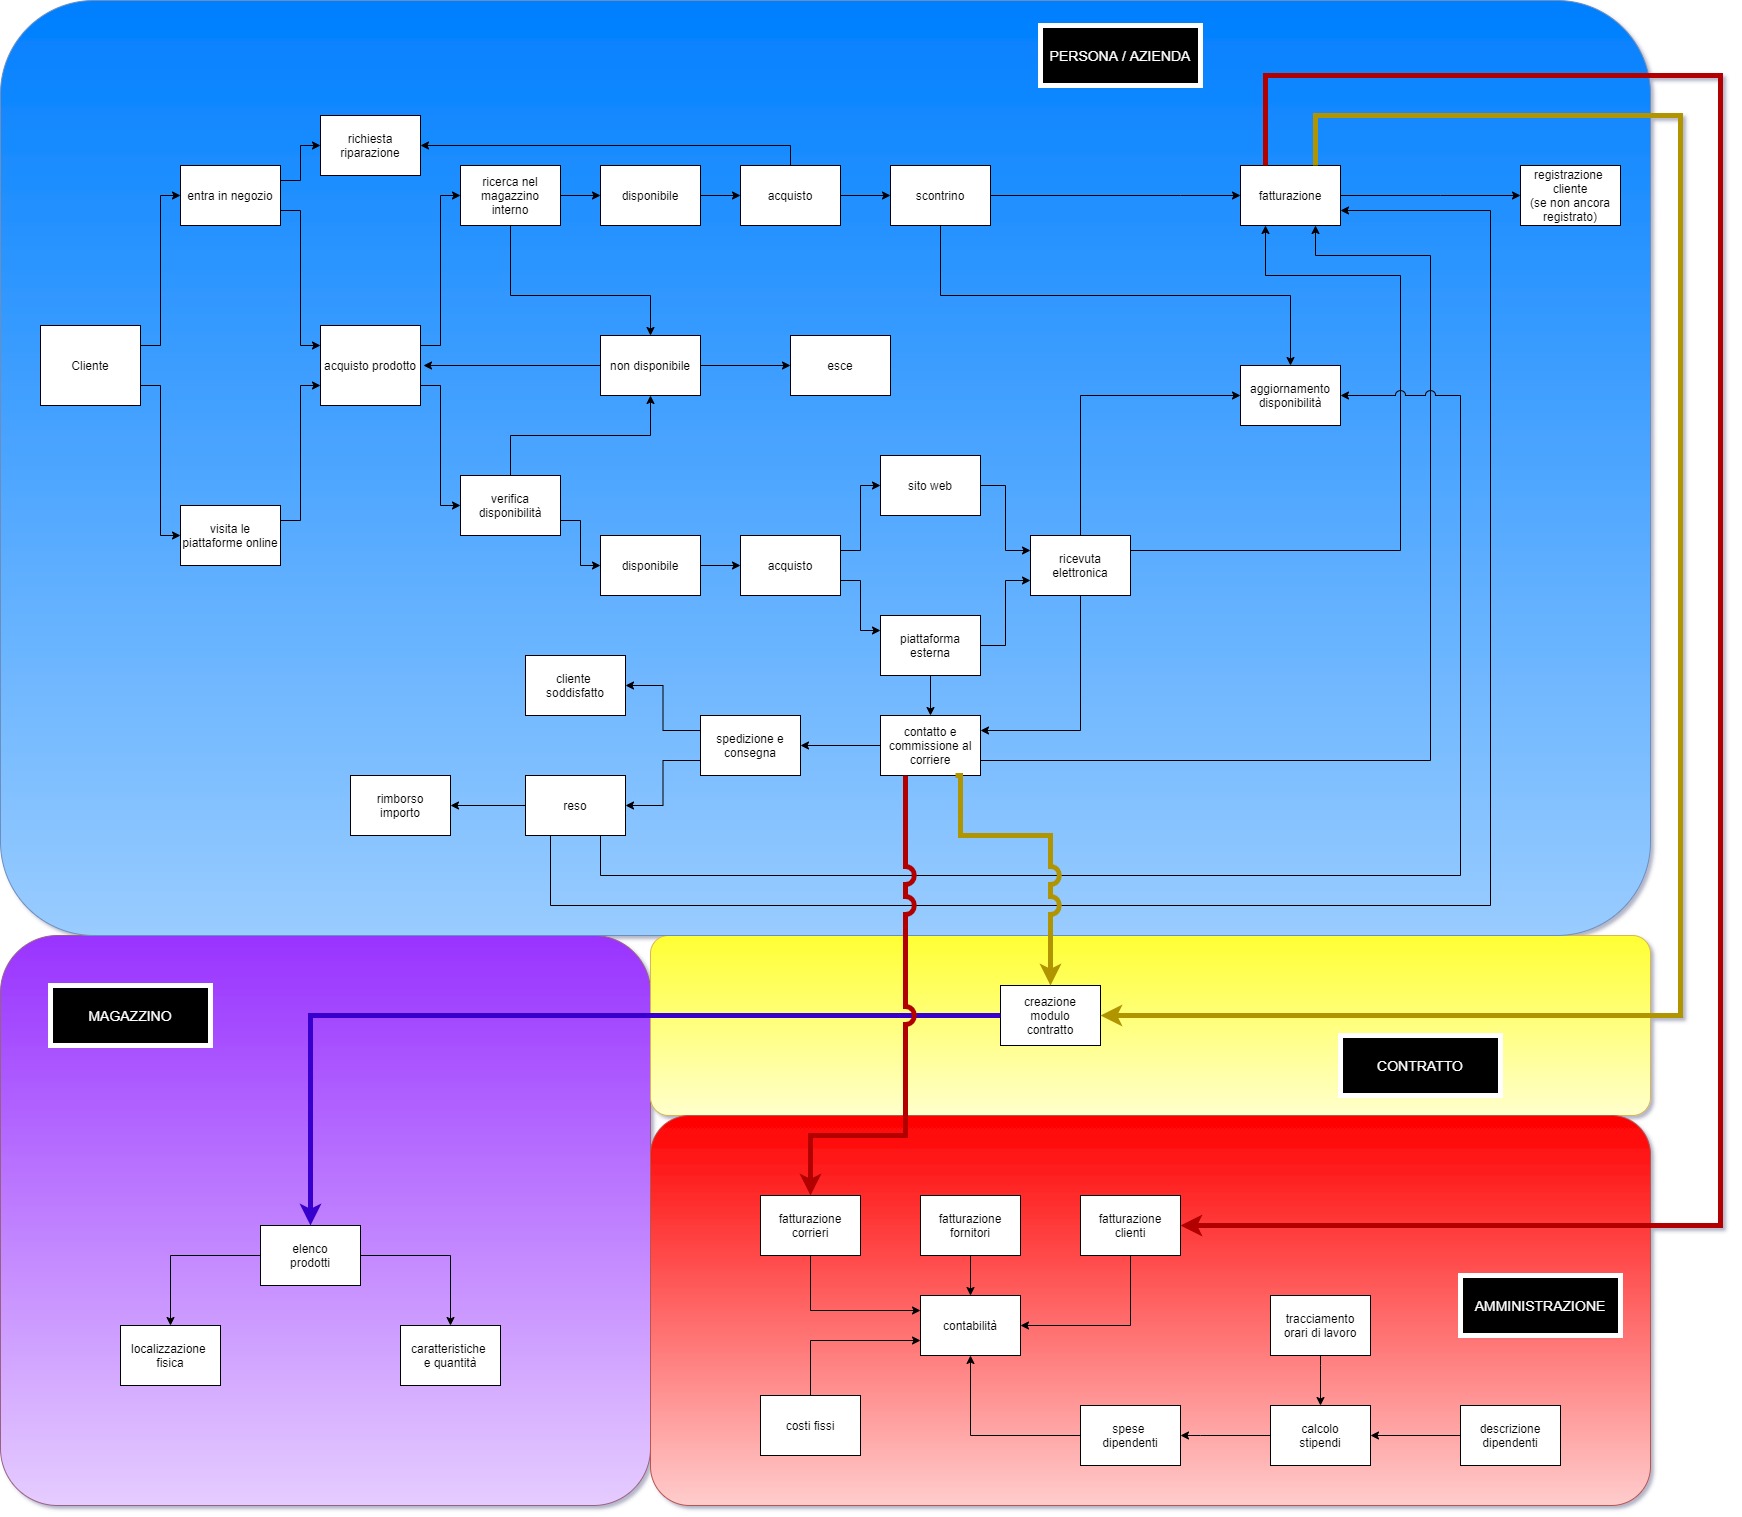 PERSONA / AZIENDA
richiesta
riparazione
entra in negozio
ricerca nel
magazzino
interno
disponibile
acquisto
scontrino
fatturazione
registrazione
cliente
(se non ancora
registrato)
Cliente
acquisto prodotto
non disponibile
esce
aggiornamento
disponibilità
visita le
piattaforme online
verifica
disponibilità
disponibile
acquisto
sito web
ricevuta
elettronica
piattaforma
esterna
cliente
soddisfatto
spedizione e
consegna
contatto e
commissione al
corriere
rimborso
importo
reso
MAGAZZINO
creazione
modulo
contratto
CONTRATTO
elenco
prodotti
localizzazione
fisica
caratteristiche
e quantità
fatturazione
corrieri
fatturazione
fornitori
fatturazione
clienti
AMMINISTRAZIONE
contabilità
tracciamento
orari di lavoro
costi fissi
spese
dipendenti
calcolo
stipendi
descrizione
dipendenti